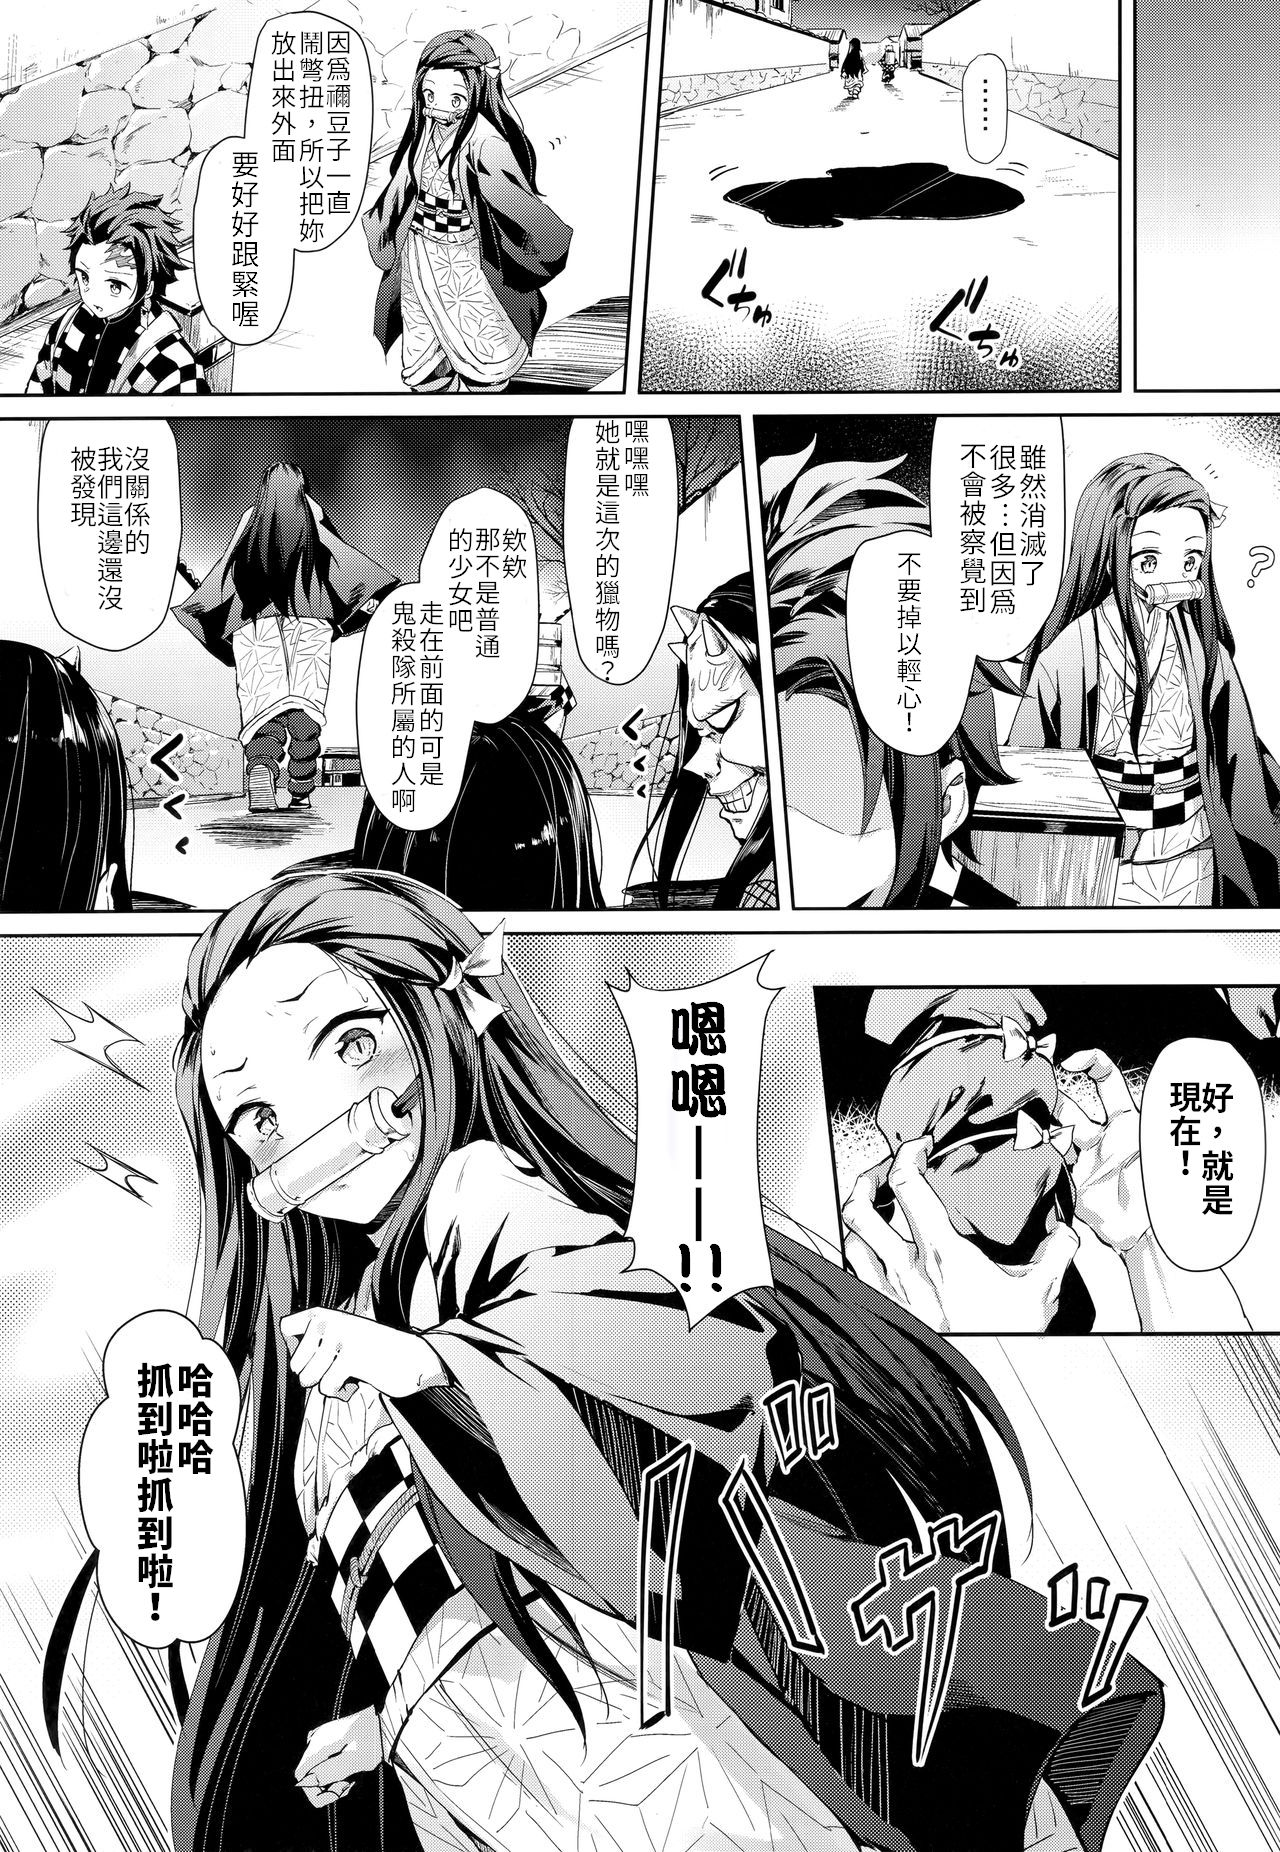 ……
ぐちゅ
ぐちゅ
因為禰豆子一直
鬧彆扭，所以把妳
放出來外面
要好好跟緊喔
雖然消滅了
很多…但因為
不會被察覺到
不要掉以輕心！
？
嘿嘿嘿
她就是這次的獵物嗎？
欸欸
那不是普通
的少女吧
走在前面的可是
鬼殺隊所屬的人啊
沒關係的
我們這邊還沒
被發現
好，就是
現在！
嗯嗯——!!
ガバッ
哈哈哈
抓到啦抓到啦！